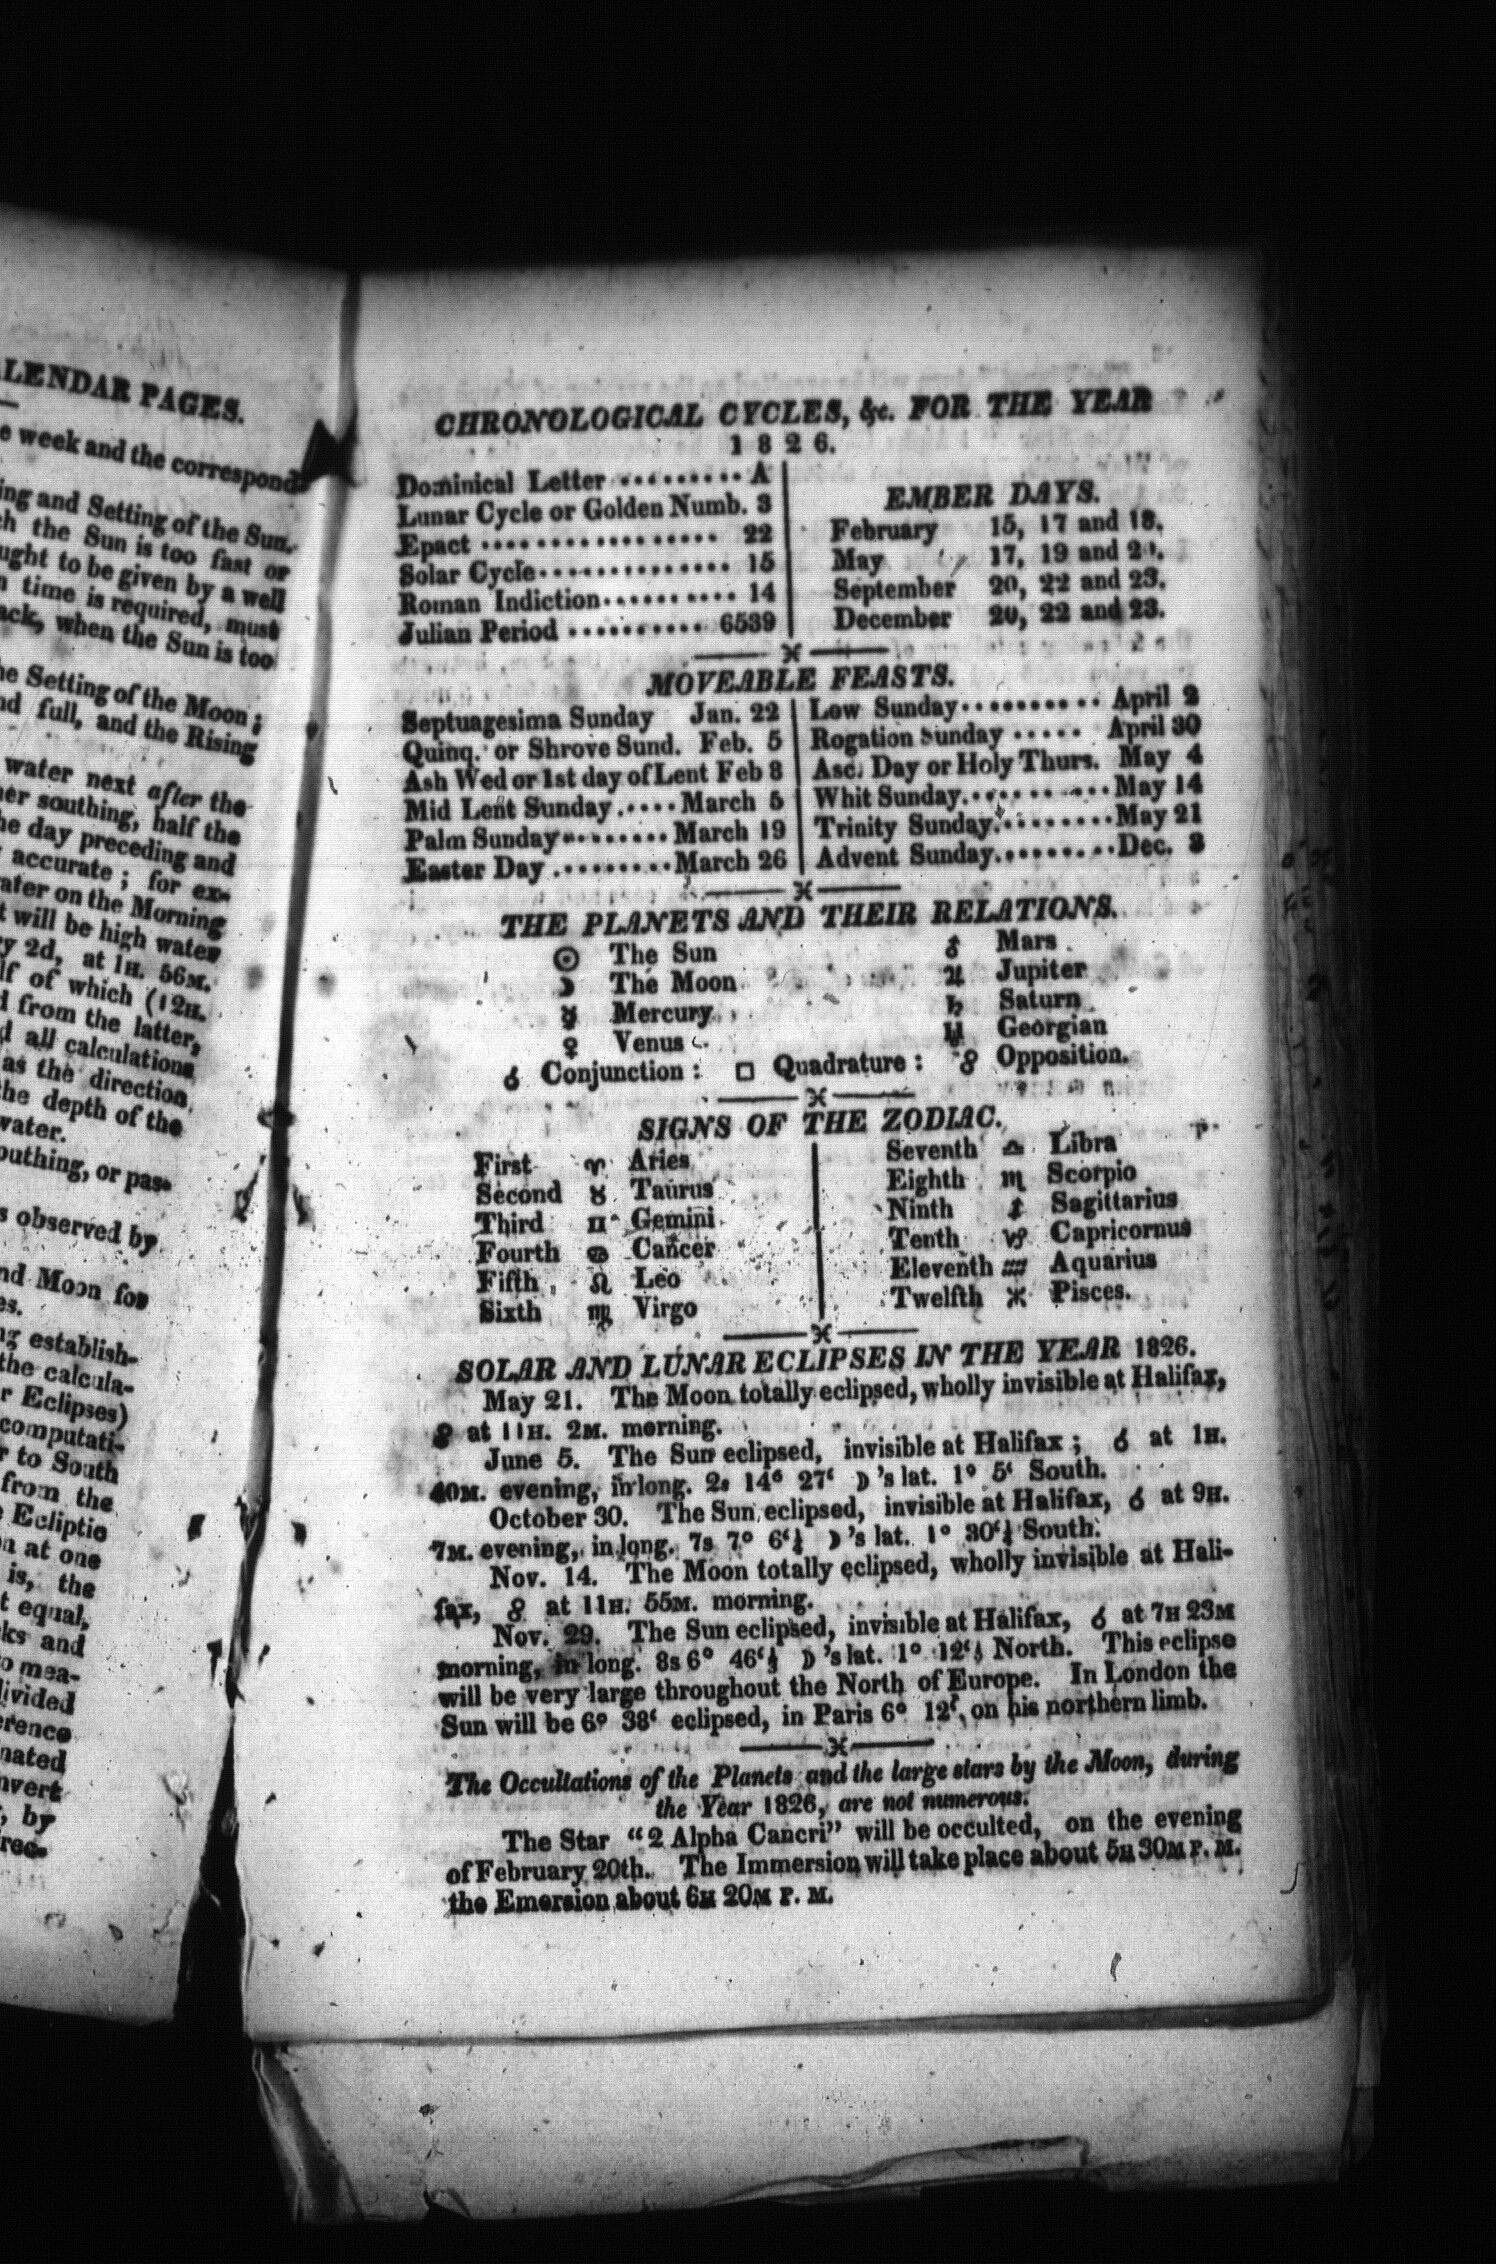 ALENDAR PAGES.
e week and the correspond-
ing and Setting of the Sun.
ch the Sun is too fast or
ught to be given by a well
n time is required, must
ack, when the Sun is too
he Setting of the Moon;
nd full, and the Rising
water next after the
her southing, half the
he day preceding and
accurate; for ex-
ater on the Morning
t will be high water
y 2d, at 1H. 56M.
lf of which (12H.
d from the latter,
d all calculations
as the direction
the depth of the
water.
outhing, or pas-
s observed by
nd Moon for
es.
ng establish-
the calcula-
r Eclipses)
computati-
r to South
from the
e Ecliptic
n at one
is, the
t equal,
ks and
o mea-
divided
erence
nated
nvert
, by
irec-
CHRONOLOGICAL CYCLES, &c. FOR THE YEAR
1826.
Dominical Letter ......... A
Lunar Cycle or Golden Numb. 3
Epact ................. 22
Solar Cycle.............. 15
Roman Indiction.......... 14
Julian Period .......... 6539
EMBER DAYS.
February 15, 17 and 18.
May 17, 19 and 20.
September 20, 22 and 23.
December 20, 22 and 23.
MOVEABLE FEASTS.
Septuagesima Sunday Jan. 22
Quinq. or Shrove Sund. Feb. 5
Ash Wed or 1st day of Lent Feb 8
Mid Lent Sunday ..... March 5
Palm Sunday ........ March 19
Easter Day ......... March 26
Low Sunday.......... April 2
Rogation Sunday ..... April 30
Asc. Day or Holy Thurs. May 4
Whit Sunday........... May 14
Trinity Sunday......... May 21
Advent Sunday......... Dec. 3
THE PLANETS AND THEIR RELATIONS.
☉ The Sun ♂ Mars
☽ The Moon ♃ Jupiter
☿ Mercury ♄ Saturn
♀ Venus ♅ Georgian
☌ Conjunction: □ Quadrature: ☍ Opposition.
SIGNS OF THE ZODIAC.
First ♈ Aries
Second ♉ Taurus
Third ♊ Gemini
Fourth ♋ Cancer
Fifth ♌ Leo
Sixth ♍ Virgo
Seventh ♎ Libra
Eighth ♏ Scorpio
Ninth ♐ Sagittarius
Tenth ♑ Capricornus
Eleventh ♒ Aquarius
Twelfth ♓ Pisces.
SOLAR AND LUNAR ECLIPSES IN THE YEAR 1826.
May 21. The Moon totally eclipsed, wholly invisible at Halifax,
☍ at 11H. 2M. morning.
June 5. The Sun eclipsed, invisible at Halifax; ☌ at 1H.
40M. evening, in long. 2s 14° 27‘ ☽'s lat. 1° 5‘ South.
October 30. The Sun eclipsed, invisible at Halifax, ☌ at 9H.
7M. evening, in long. 7s 7° 6‘½ ☽'s lat. 1° 30‘½ South.
Nov. 14. The Moon totally eclipsed, wholly invisible at Hali-
fax, ☍ at 11H. 55M. morning.
Nov. 29. The Sun eclipsed, invisible at Halifax, ☌ at 7H 23M
morning, in long. 8s 6° 46‘½ ☽'s lat. 1° 12‘½ North. This eclipse
will be very large throughout the North of Europe. In London the
Sun will be 6° 38‘ eclipsed, in Paris 6° 12‘, on his northern limb.
The Occultations of the Planets and the large stars by the Moon, during
the Year 1826, are not numerous.
The Star "2 Alpha Cancri" will be occulted, on the evening
of February 20th. The Immersion will take place about 5H 30M P. M.
the Emersion about 6H 20M P. M.